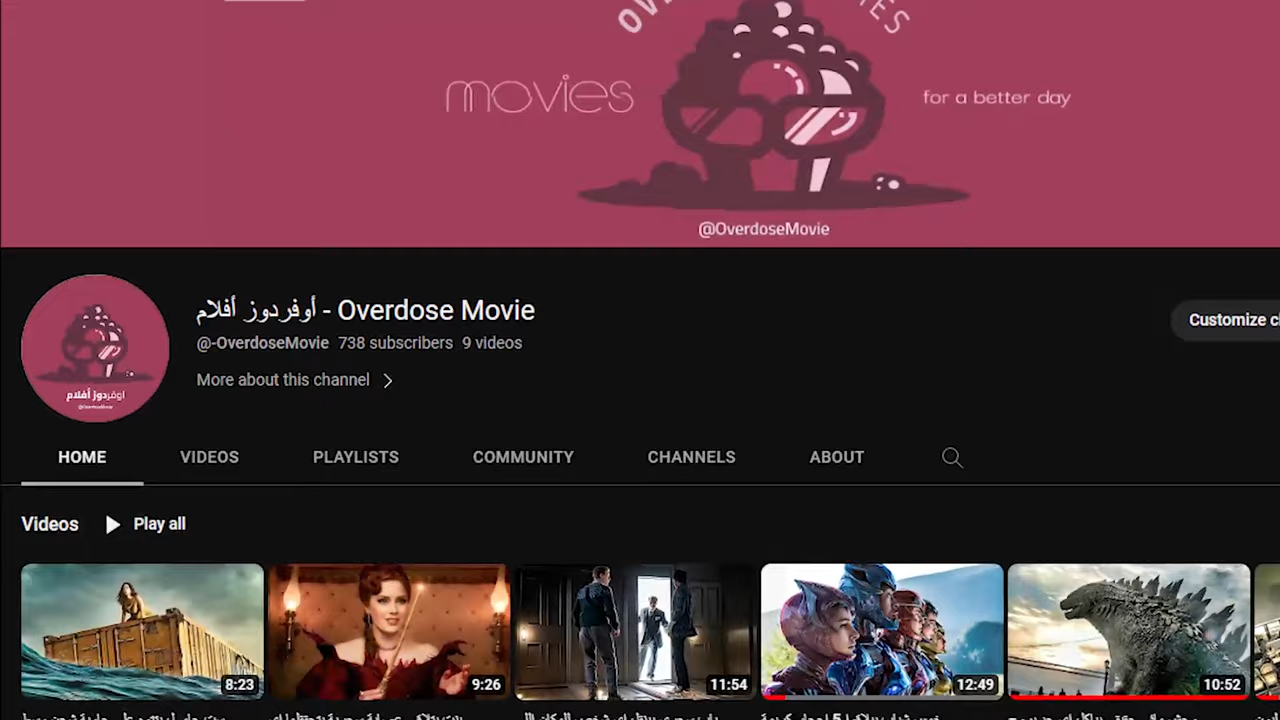 movies
for a better day
@OverdoseMovie
أوفردوز أفلام - Overdose Movie
@-OverdoseMovie 738 subscribers 9 videos
More about this channel
Customize
اوفردوز أفلام
@OverdoseMovie
HOME VIDEOS PLAYLISTS COMMUNITY CHANNELS ABOUT
Videos Play all
8:23 9:26 11:54 12:49 10:52